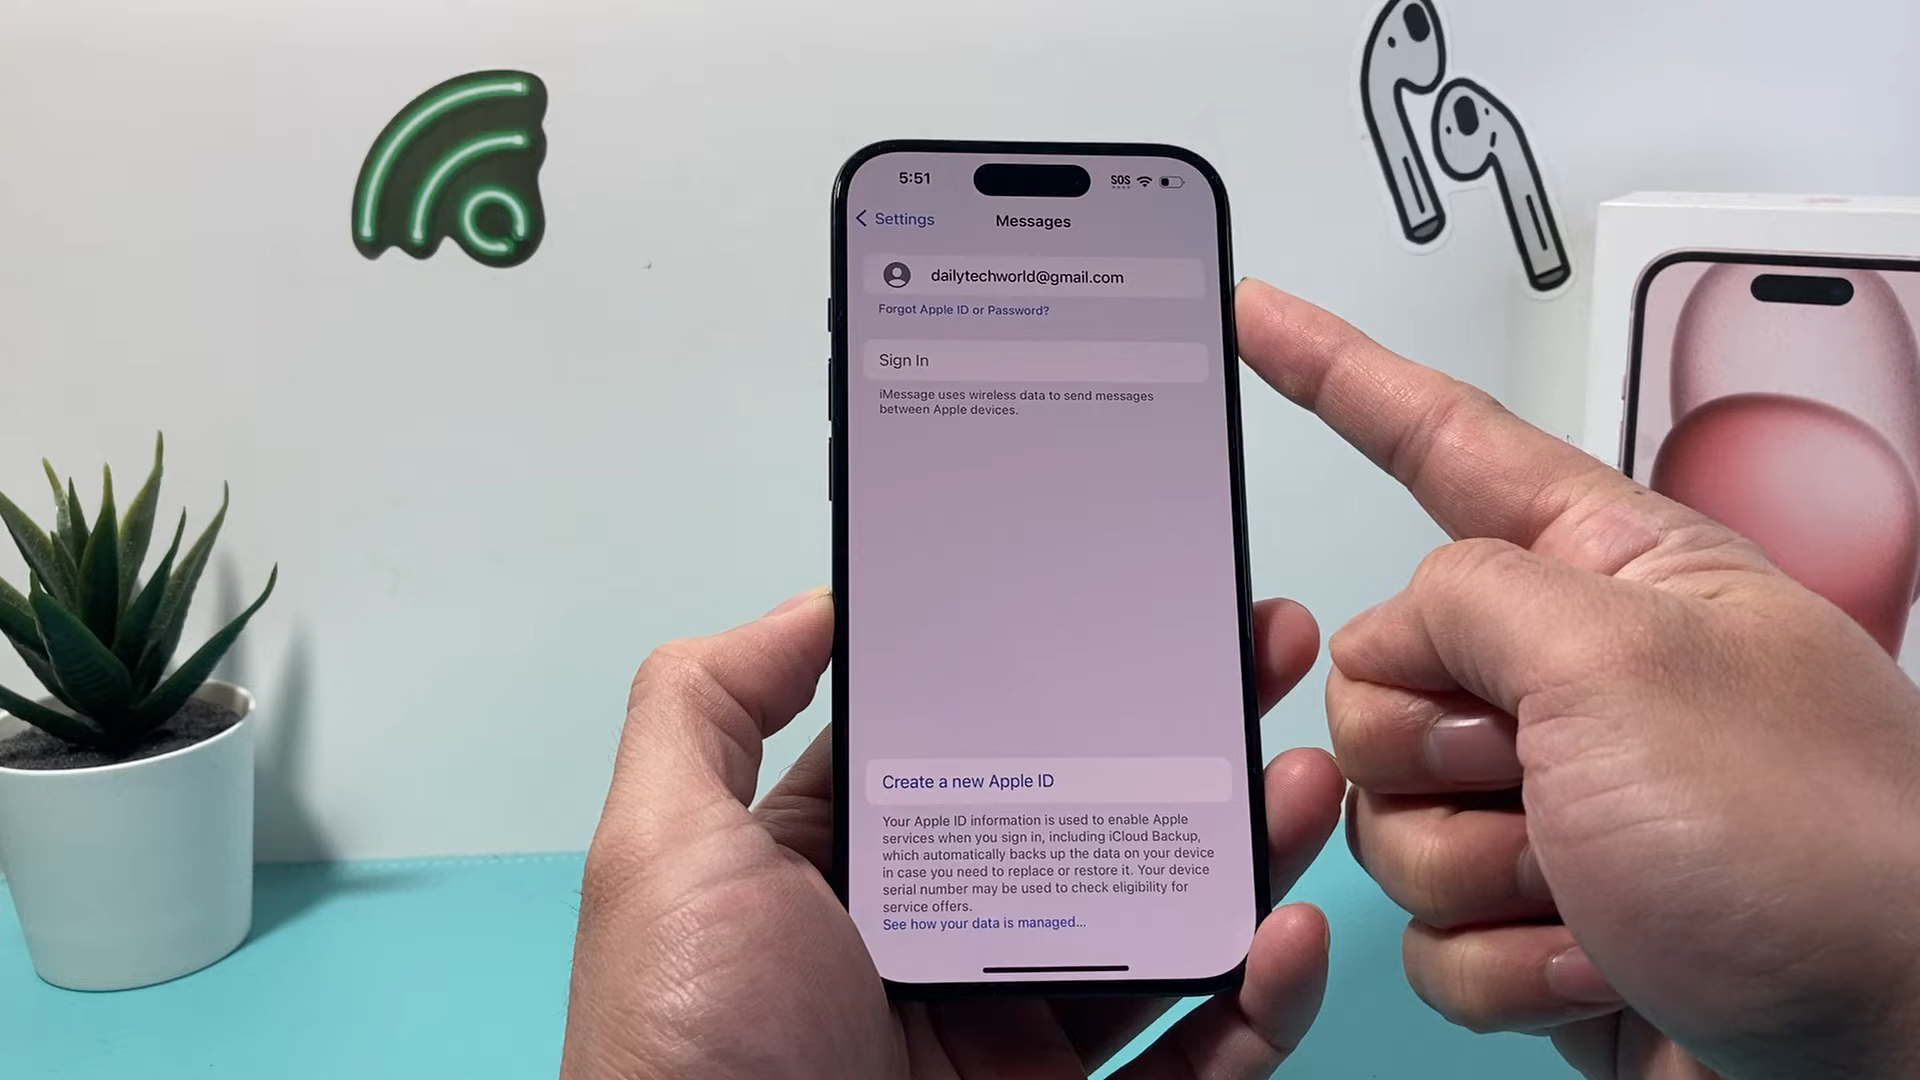 5:51
SOS
Settings
Messages
dailytechworld@gmail.com
Forgot Apple ID or Password?
Sign In
iMessage uses wireless data to send messages
between Apple devices.
Create a new Apple ID
Your Apple ID information is used to enable Apple
services when you sign in, including iCloud Backup,
which automatically backs up the data on your device
in case you need to replace or restore it. Your device
serial number may be used to check eligibility for
service offers.
See how your data is managed...